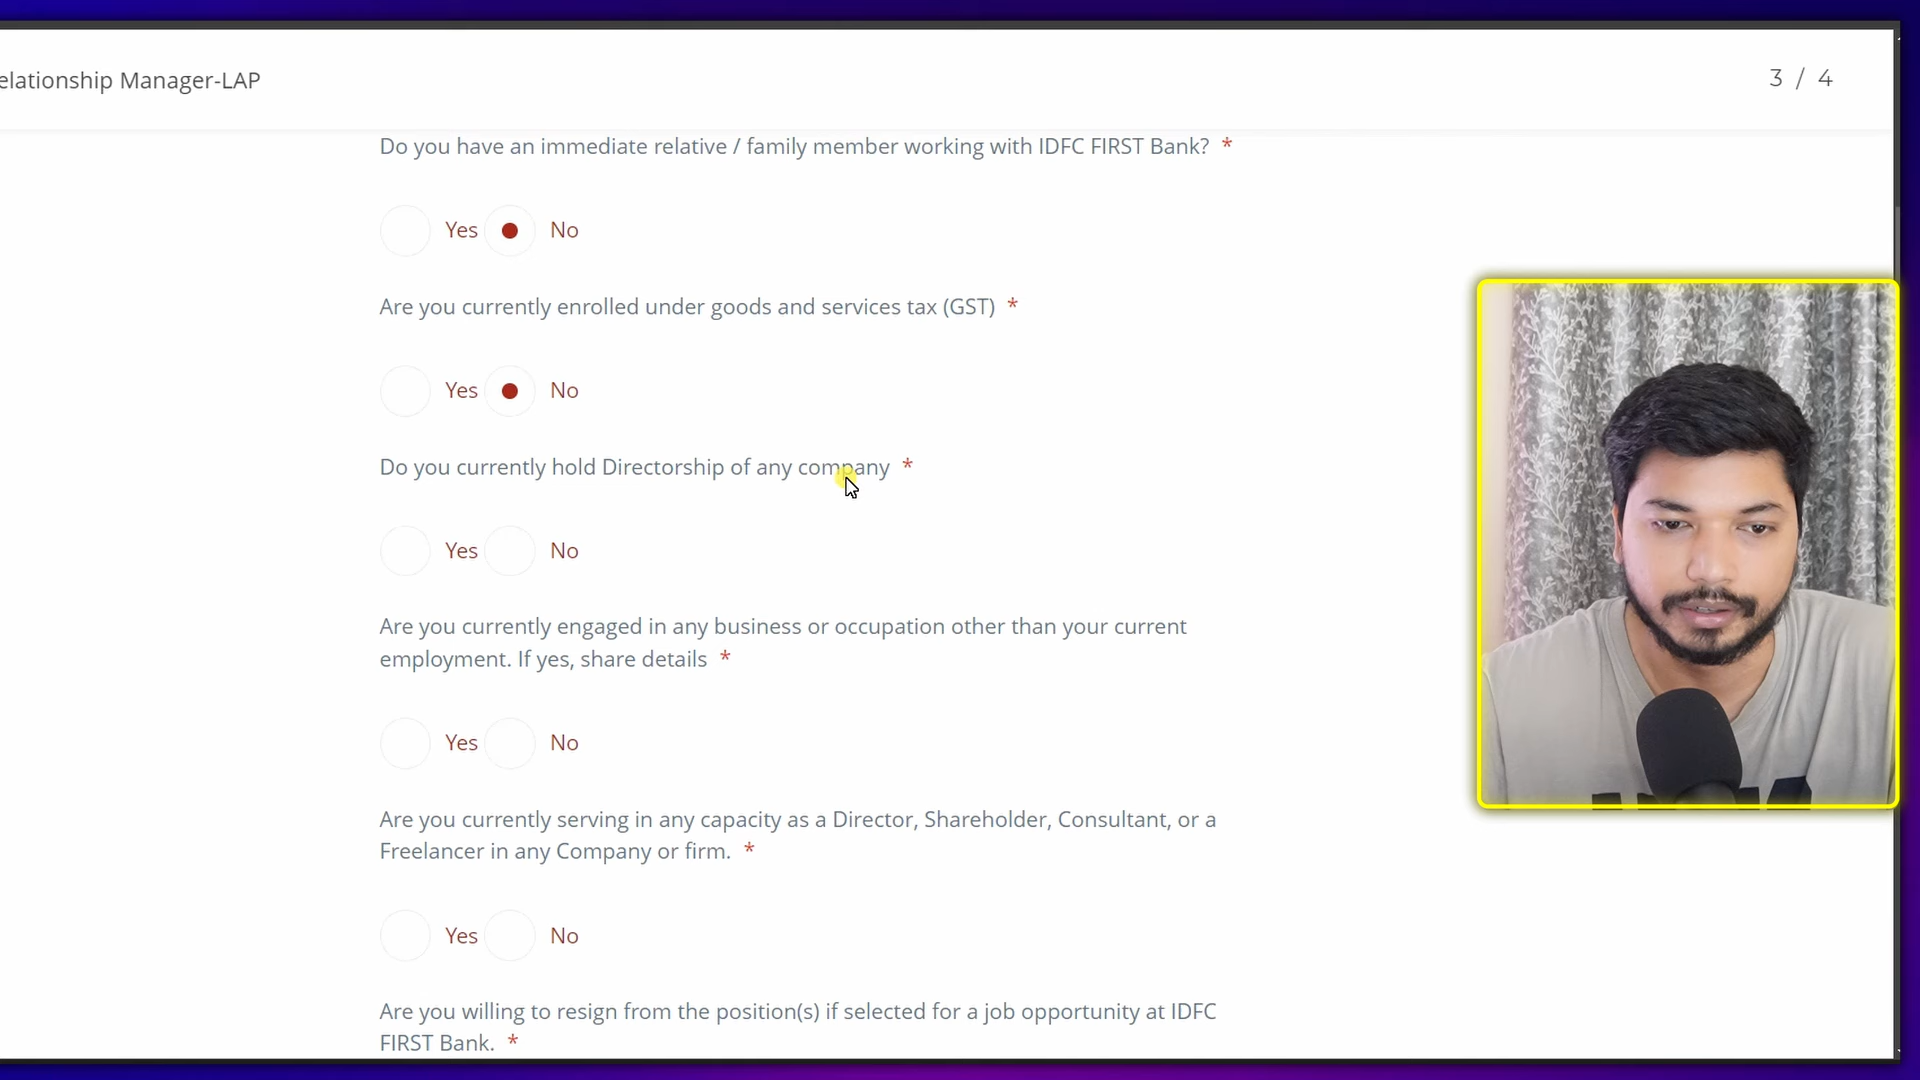 elationship Manager-LAP
3 / 4
Do you have an immediate relative / family member working with IDFC FIRST Bank? *
Yes No
Are you currently enrolled under goods and services tax (GST) *
Yes No
Do you currently hold Directorship of any company *
Yes No
Are you currently engaged in any business or occupation other than your current
employment. If yes, share details *
Yes No
Are you currently serving in any capacity as a Director, Shareholder, Consultant, or a
Freelancer in any Company or firm. *
Yes No
Are you willing to resign from the position(s) if selected for a job opportunity at IDFC
FIRST Bank. *